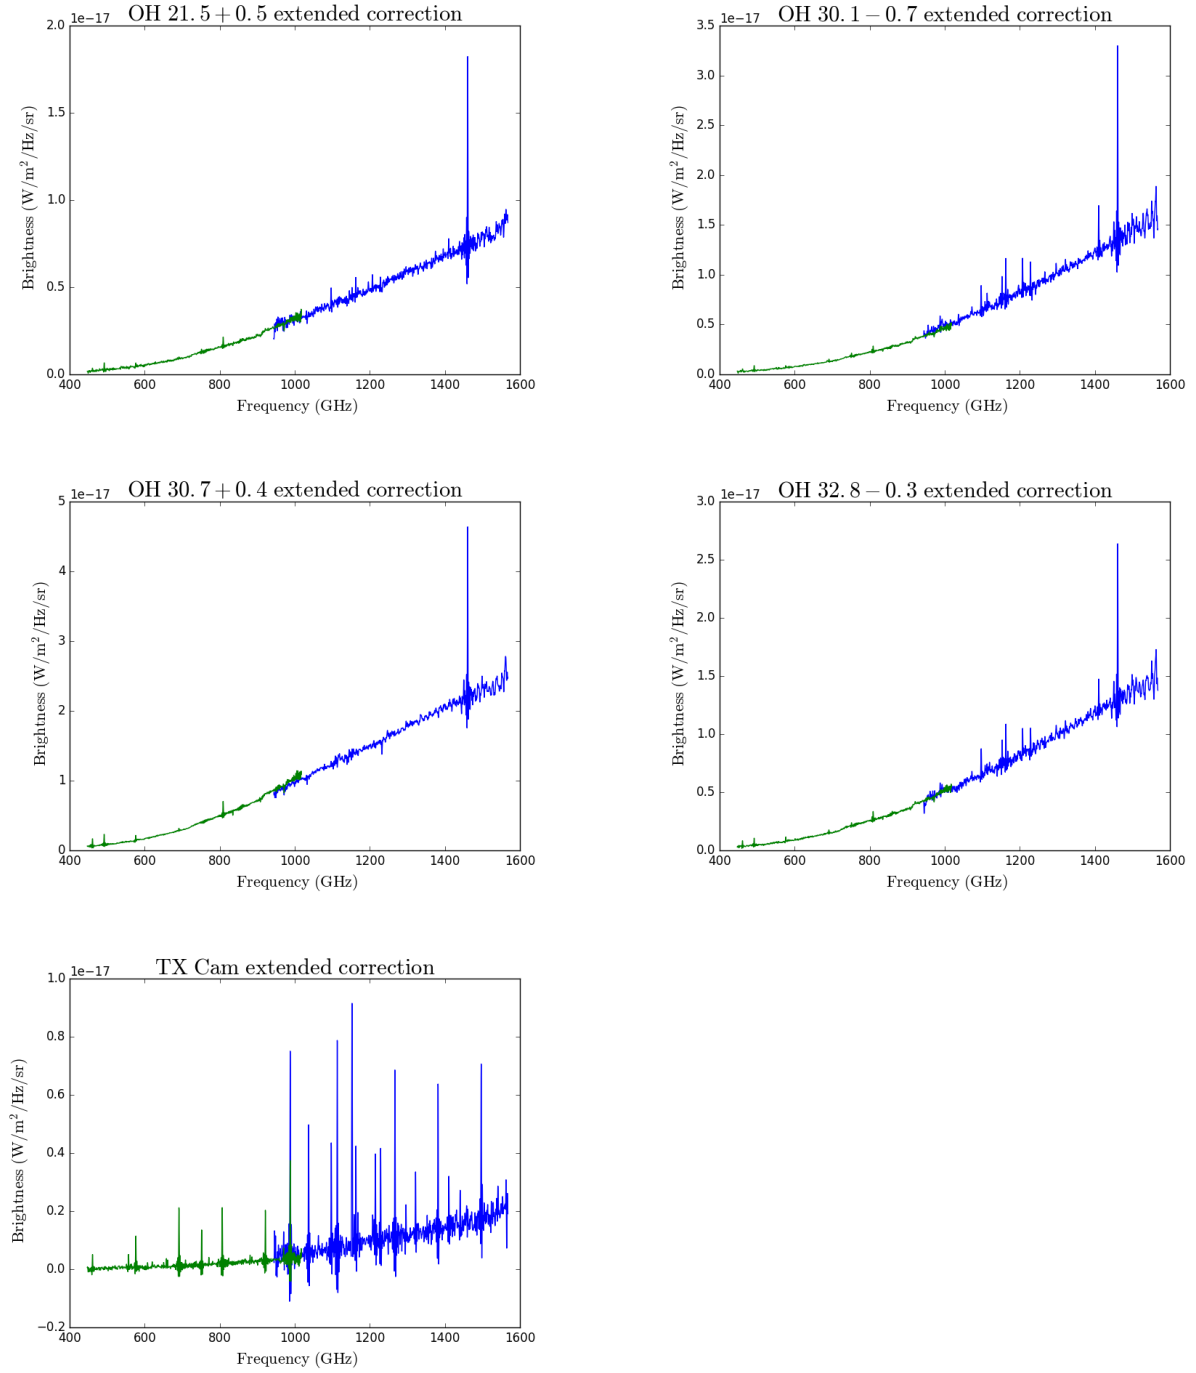 OH 21.5 + 0.5 extended correction
1e−17
2.0
1.5
1.0
0.5
0.0
Brightness (W/m²/Hz/sr)
400 600 800 1000 1200 1400 1600
Frequency (GHz)
OH 30.1 − 0.7 extended correction
1e−17
3.5
3.0
2.5
2.0
1.5
1.0
0.5
0.0
Brightness (W/m²/Hz/sr)
400 600 800 1000 1200 1400 1600
Frequency (GHz)
OH 30.7 + 0.4 extended correction
1e−17
5
4
3
2
1
0
Brightness (W/m²/Hz/sr)
400 600 800 1000 1200 1400 1600
Frequency (GHz)
OH 32.8 − 0.3 extended correction
1e−17
3.0
2.5
2.0
1.5
1.0
0.5
0.0
Brightness (W/m²/Hz/sr)
400 600 800 1000 1200 1400 1600
Frequency (GHz)
TX Cam extended correction
1e−17
1.0
0.8
0.6
0.4
0.2
0.0
−0.2
Brightness (W/m²/Hz/sr)
400 600 800 1000 1200 1400 1600
Frequency (GHz)